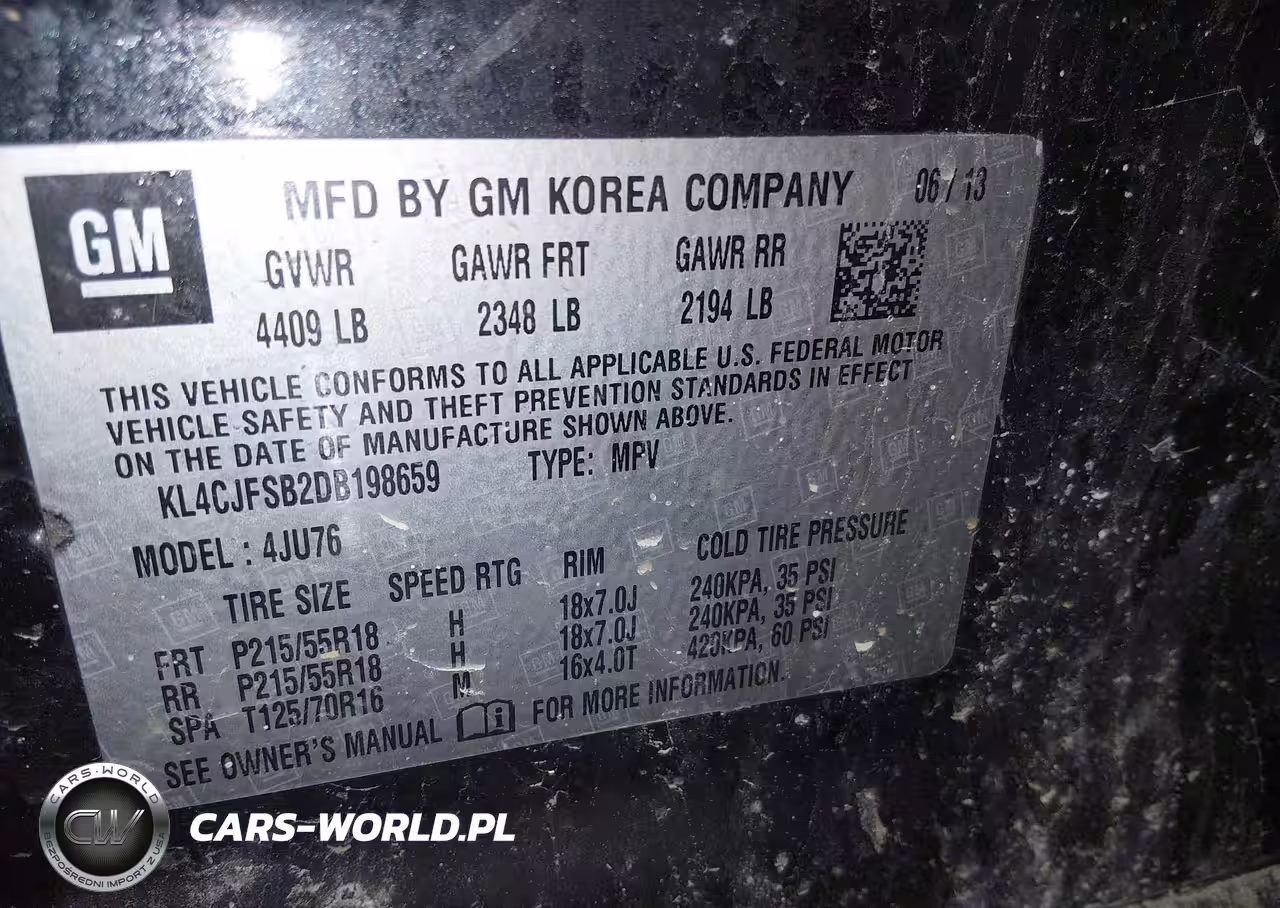 GM
MFD BY GM KOREA COMPANY 06/13
GVWR GAWR FRT GAWR RR
4409 LB 2348 LB 2194 LB
THIS VEHICLE CONFORMS TO ALL APPLICABLE U.S. FEDERAL MOTOR
VEHICLE SAFETY AND THEFT PREVENTION STANDARDS IN EFFECT
ON THE DATE OF MANUFACTURE SHOWN ABOVE.
KL4CJFSB2DB198659 TYPE: MPV
MODEL : 4JU76
TIRE SIZE SPEED RTG RIM COLD TIRE PRESSURE
FRT P215/55R18 H 18x7.0J 240KPA, 35 PSI
RR P215/55R18 H 18x7.0J 240KPA, 35 PSI
SPA T125/70R16 M 16x4.0T 420KPA, 60 PSI
SEE OWNER'S MANUAL FOR MORE INFORMATION.
CARS-WORLD
CW
BEZPOŚREDNI IMPORT Z USA
CARS-WORLD.PL